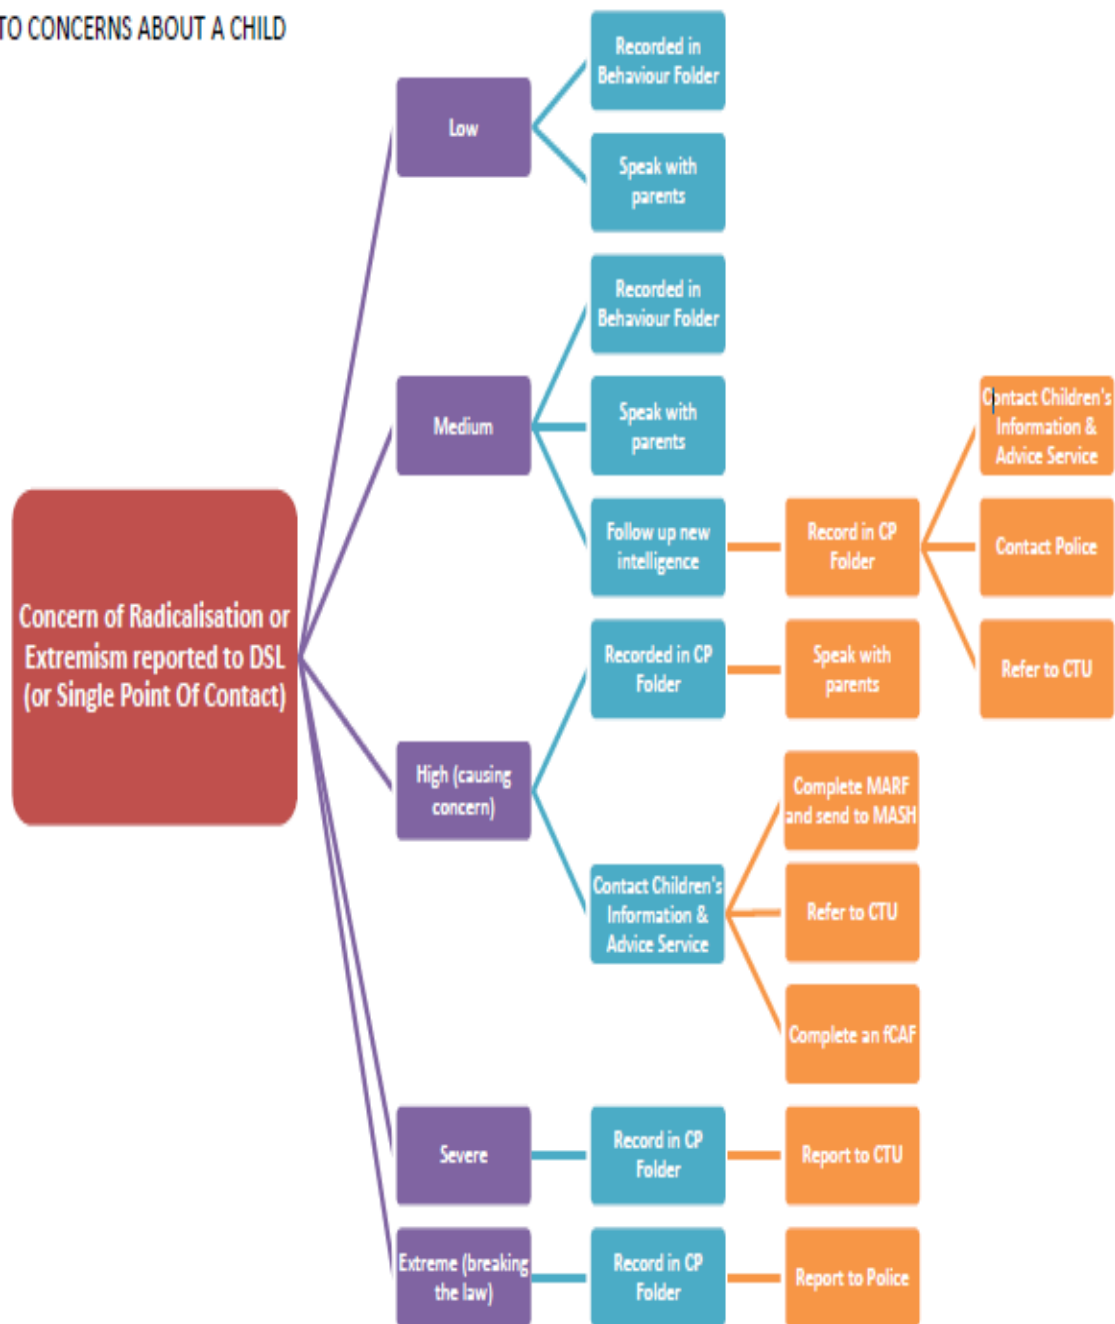 TO CONCERNS ABOUT A CHILD
Concern of Radicalisation or
Extremism reported to DSL
(or Single Point Of Contact)
Low
Recorded in
Behaviour Folder
Speak with
parents
Medium
Recorded in
Behaviour Folder
Speak with
parents
Follow up new
intelligence
Record in CP
Folder
Contact Children's
Information &
Advice Service
Contact Police
Refer to CTU
High (causing
concern)
Recorded in CP
Folder
Speak with
parents
Contact Children's
Information &
Advice Service
Complete MARF
and send to MASH
Refer to CTU
Complete an fCAF
Severe
Record in CP
Folder
Report to CTU
Extreme (breaking
the law)
Record in CP
Folder
Report to Police